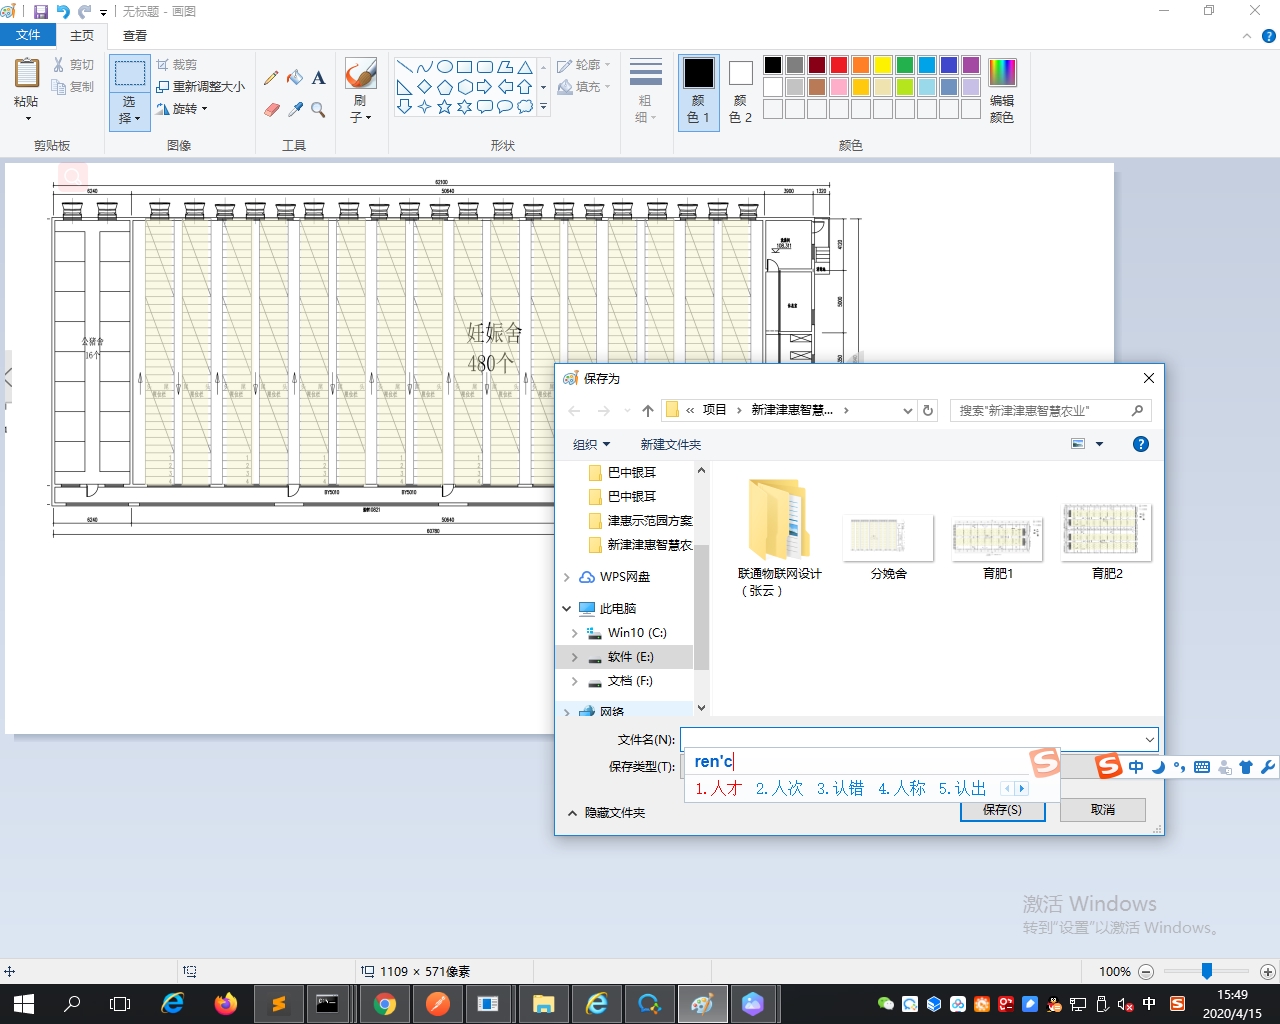 无标题 - 画图
文件
主页
查看
粘贴
剪切
复制
剪贴板
选择
裁剪
重新调整大小
旋转
图像
A
刷子
工具
轮廓
填充
形状
粗细
颜色 1
颜色 2
编辑颜色
颜色
62100
6240
50840
3900
1320
公猪舍
16个
妊娠舍
480个
BY5010
BY5010
6240
50840
60780
保存为
« 项目 › 新津津惠智慧... ›
搜索"新津津惠智慧农业"
组织
新建文件夹
巴中银耳
巴中银耳
津惠示范园方案
新津津惠智慧农
WPS网盘
此电脑
Win10 (C:)
软件 (E:)
文档 (F:)
网络
联通物联网设计
（张云）
分娩舍
育肥1
育肥2
文件名(N):
保存类型(T):
ren'c
1.人才 2.人次 3.认错 4.人称 5.认出
中
隐藏文件夹
保存(S)
取消
激活 Windows
转到"设置"以激活 Windows。
1109 × 571像素
100%
中
15:49
2020/4/15